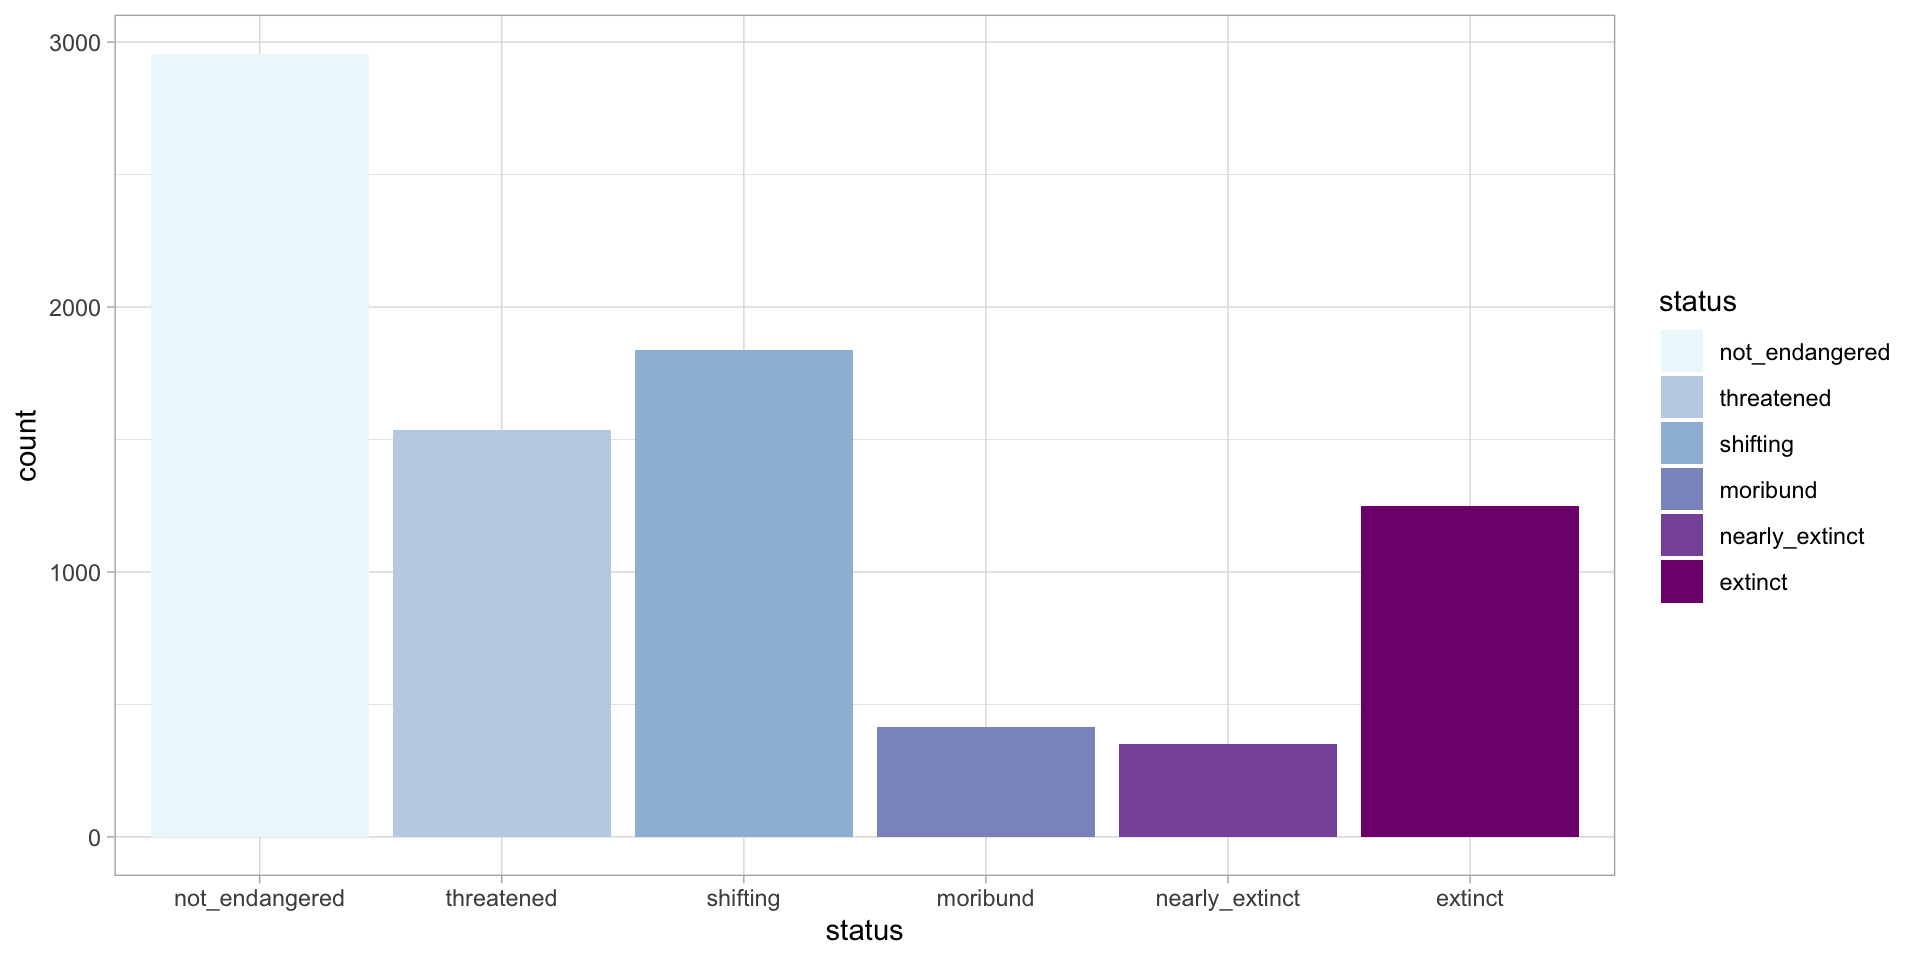 3000
2000
1000
0
count
not_endangered
threatened
shifting
moribund
nearly_extinct
extinct
status
status
not_endangered
threatened
shifting
moribund
nearly_extinct
extinct